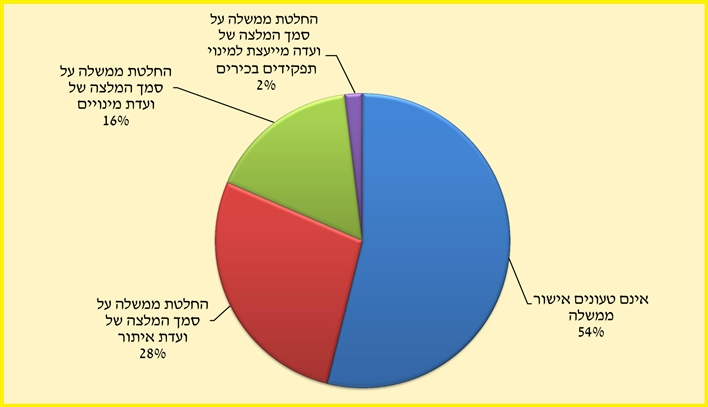 החלטת ממשלה על
סמך המלצה של
ועדה מייעצת למינוי
תפקידים בכירים
2%
החלטת ממשלה על
סמך המלצה של
ועדת מינויים
16%
אינם טעונים אישור
ממשלה
54%
החלטת ממשלה על
סמך המלצה של
ועדת איתור
28%